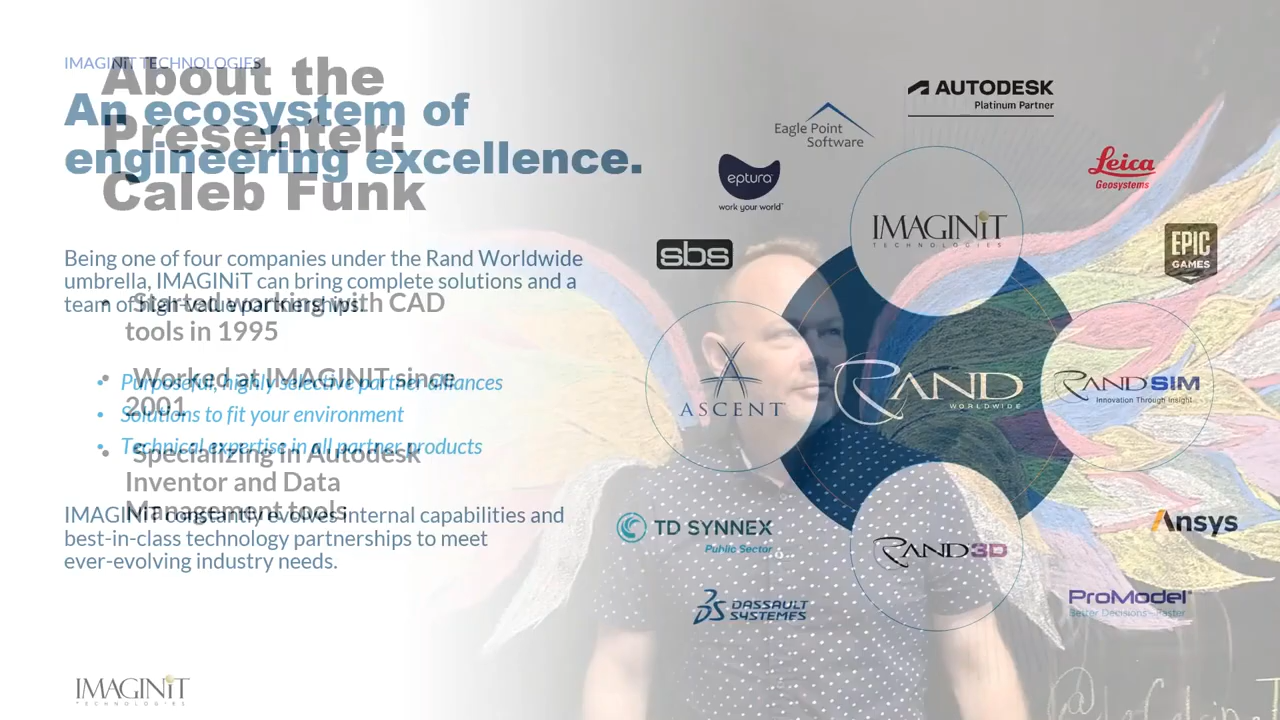 IMAGINiT TECHNOLOGIES
An ecosystem of
engineering excellence.
Being one of four companies under the Rand Worldwide
umbrella, IMAGINiT can bring complete solutions and a
team of high-value partnerships.
• Purposeful, highly selective partner alliances
• Solutions to fit your environment
• Technical expertise in all partner products
IMAGINiT constantly evolves internal capabilities and
best-in-class technology partnerships to meet
ever-evolving industry needs.
About the
Presenter:
Caleb Funk
• Started working with CAD
tools in 1995
• Worked at IMAGINIT since
2001
• Specializing in Autodesk
Inventor and Data
Management tools
AUTODESK
Platinum Partner
Eagle Point
Software
eptura
work your world™
sbs
Leica
Geosystems
EPIC
GAMES
IMAGINiT
TECHNOLOGIES
ASCENT
RAND
WORLDWIDE
RANDSIM
Innovation Through Insight
RAND3D
TD SYNNEX
Public Sector
DASSAULT
SYSTEMES
Ansys
ProModel®
Better Decisions—Faster
IMAGINiT
TECHNOLOGIES